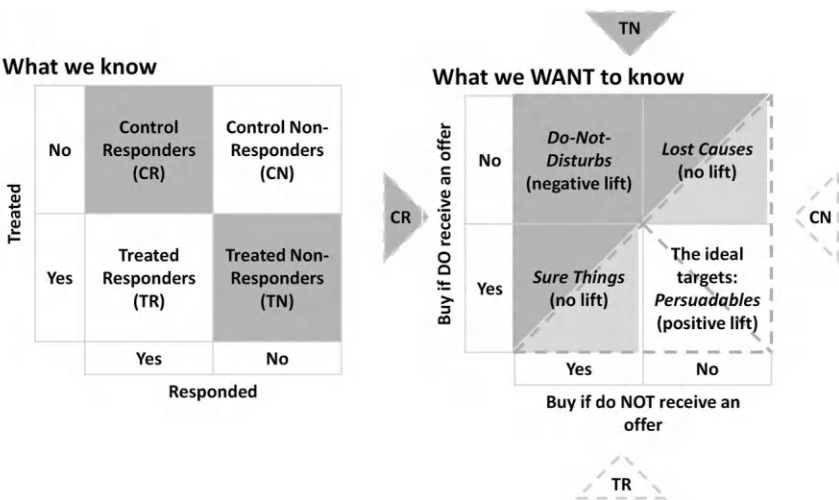 TN
What we know
What we WANT to know
Treated
No
Control
Responders
(CR)
Control Non-
Responders
(CN)
Yes
Treated
Responders
(TR)
Treated Non-
Responders
(TN)
Yes
No
Responded
CR
Buy if DO receive an offer
No
Do-Not-
Disturbs
(negative lift)
Lost Causes
(no lift)
Yes
Sure Things
(no lift)
The ideal
targets:
Persuadables
(positive lift)
Yes
No
Buy if do NOT receive an
offer
CN
TR